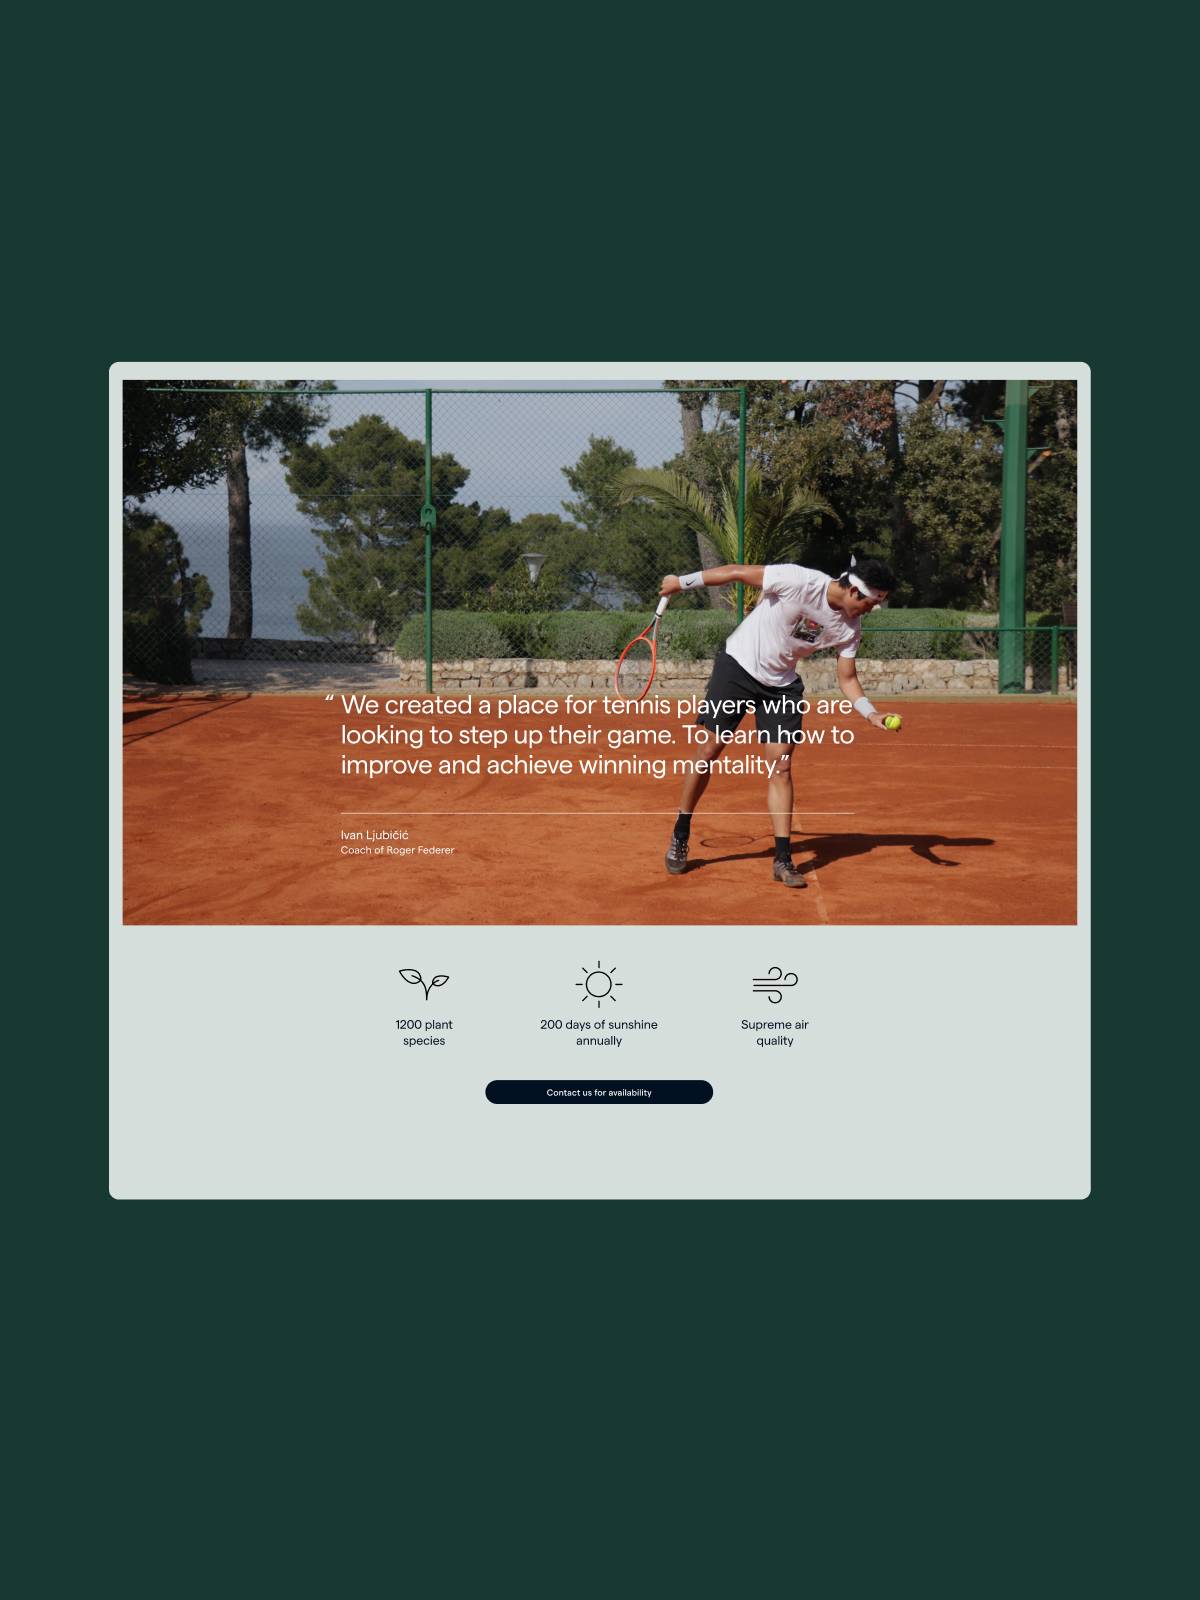 “ We created a place for tennis players who are
looking to step up their game. To learn how to
improve and achieve winning mentality.”
Ivan Ljubičić
Coach of Roger Federer
1200 plant
species
200 days of sunshine
annually
Supreme air
quality
Contact us for availability